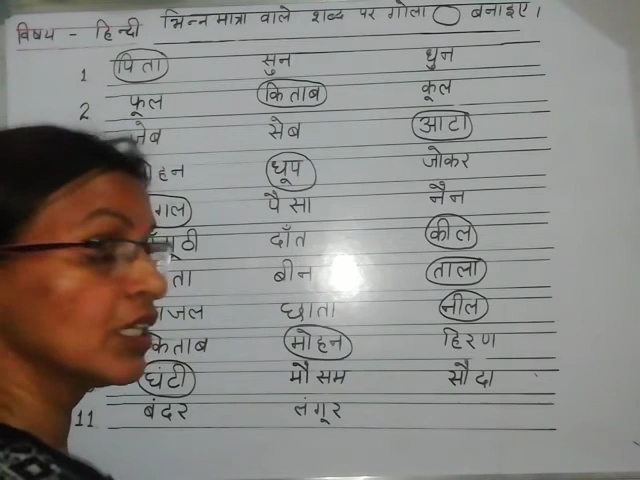 विषय - हिन्दी भिन्न मात्रा वाले शब्द पर गोला बनाइए।
1 पिता सुन धुन
2 फूल किताब कूल
जेब सेब आटा
धूप जोकर
पैसा नैन
दाँत कील
बीन ताला
छाता नील
किताब मोहन हिरण
घंटी मौसम सौदा
11 बंदर लंगूर